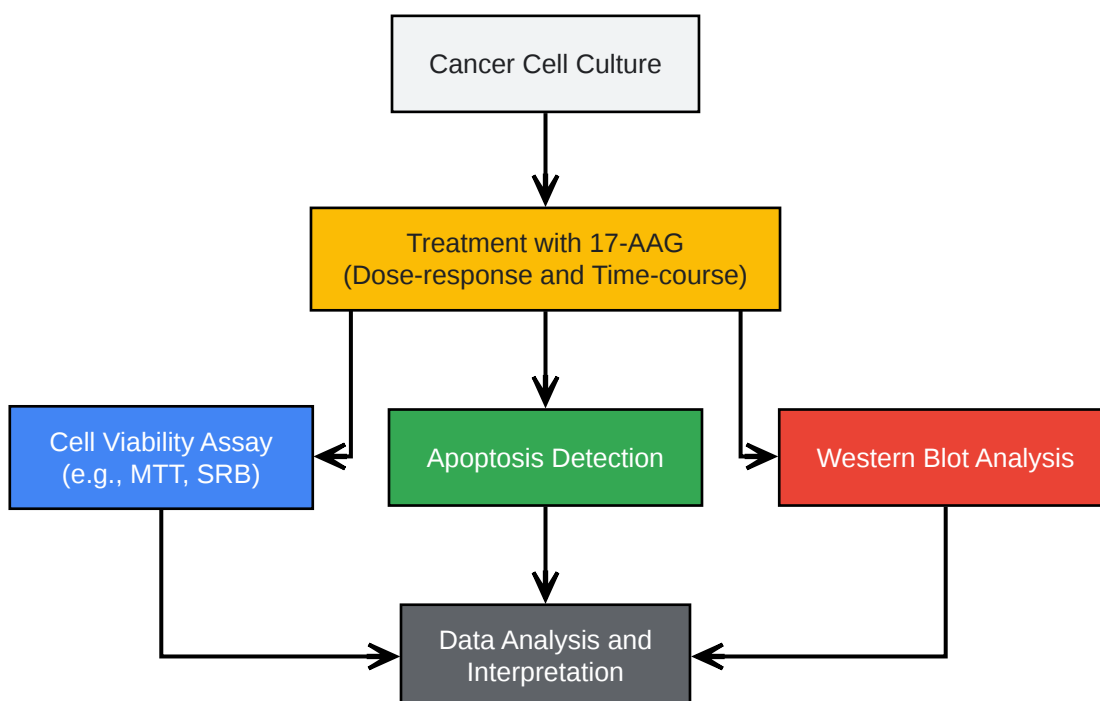 Cancer Cell Culture
Treatment with 17-AAG
(Dose-response and Time-course)
Cell Viability Assay
(e.g., MTT, SRB)
Apoptosis Detection
Western Blot Analysis
Data Analysis and
Interpretation